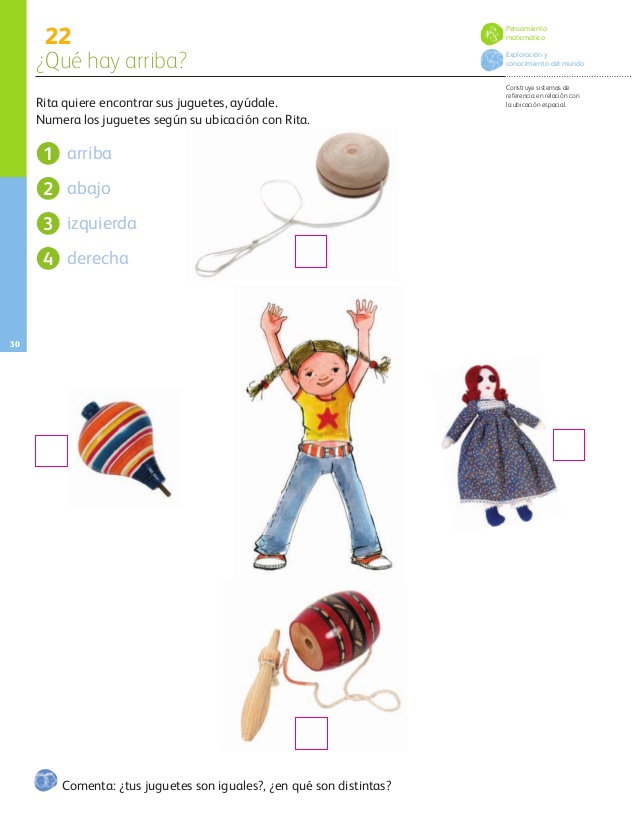 22
¿Qué hay arriba?
Pensamiento
matemático
Exploración y
conocimiento del mundo
Construye sistemas de
referencia en relación con
la ubicación espacial.
Rita quiere encontrar sus juguetes, ayúdale.
Numera los juguetes según su ubicación con Rita.
1 arriba
2 abajo
3 izquierda
4 derecha
30
Comenta: ¿tus juguetes son iguales?, ¿en qué son distintas?